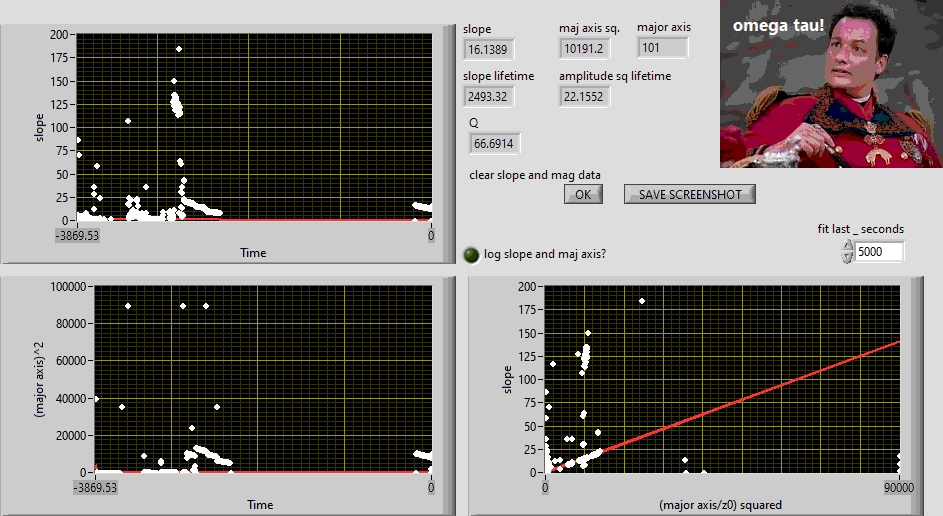 200
175
150
125
100
75
50
25
0
slope
-3869.53
0
Time
slope
16.1389
maj axis sq.
10191.2
major axis
101
slope lifetime
2493.32
amplitude sq lifetime
22.1552
Q
66.6914
omega tau!
clear slope and mag data
OK
SAVE SCREENSHOT
fit last _ seconds
5000
log slope and maj axis?
100000
80000
60000
40000
20000
0
(major axis)^2
-3869.53
0
Time
200
175
150
125
100
75
50
25
0
slope
0
90000
(major axis/z0) squared